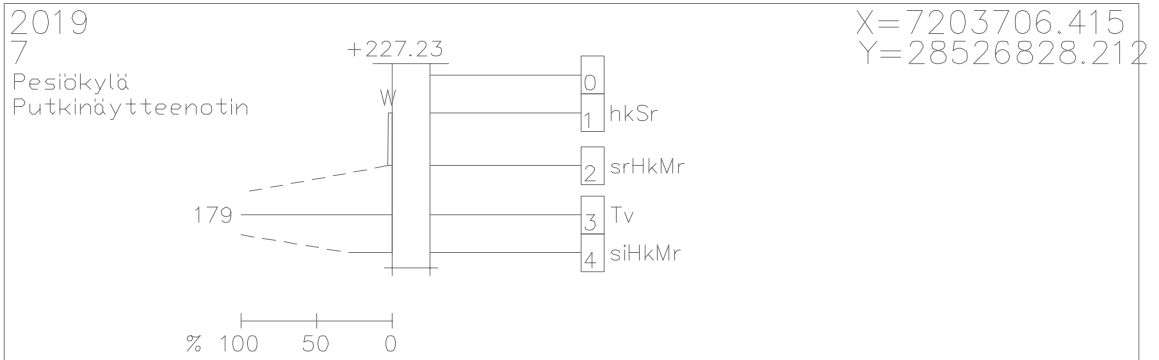 2019
7
Pesiökylä
Putkinäytteenotin
X=7203706.415
Y=28526828.212
+227.23
W
0
1 hkSr
2 srHkMr
179
3 Tv
4 siHkMr
% 100 50 0